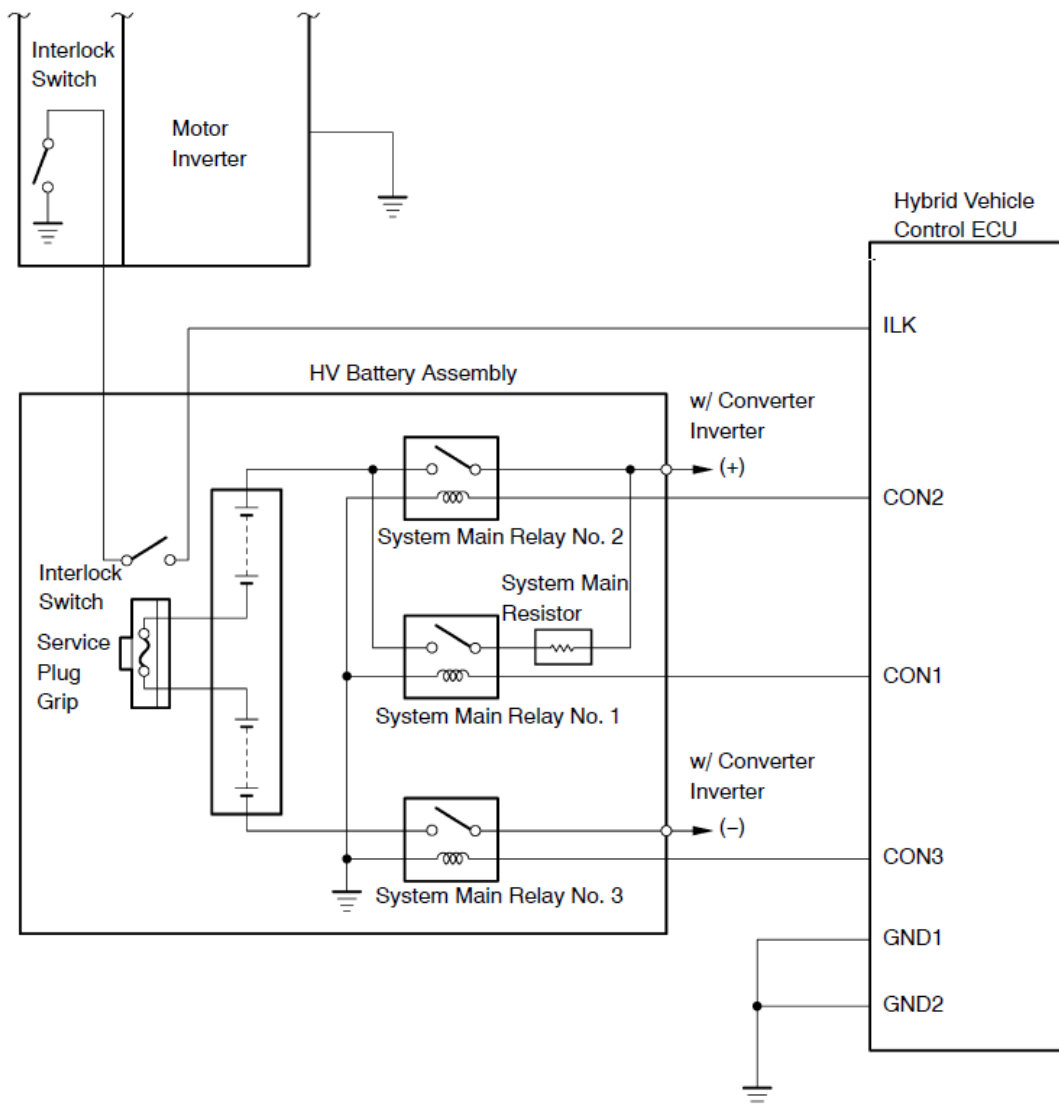 Interlock
Switch
Motor
Inverter
Hybrid Vehicle
Control ECU
ILK
HV Battery Assembly
w/ Converter
Inverter
(+)
CON2
System Main Relay No. 2
Interlock
Switch
System Main
Resistor
Service
Plug
Grip
CON1
System Main Relay No. 1
w/ Converter
Inverter
(−)
CON3
System Main Relay No. 3
GND1
GND2